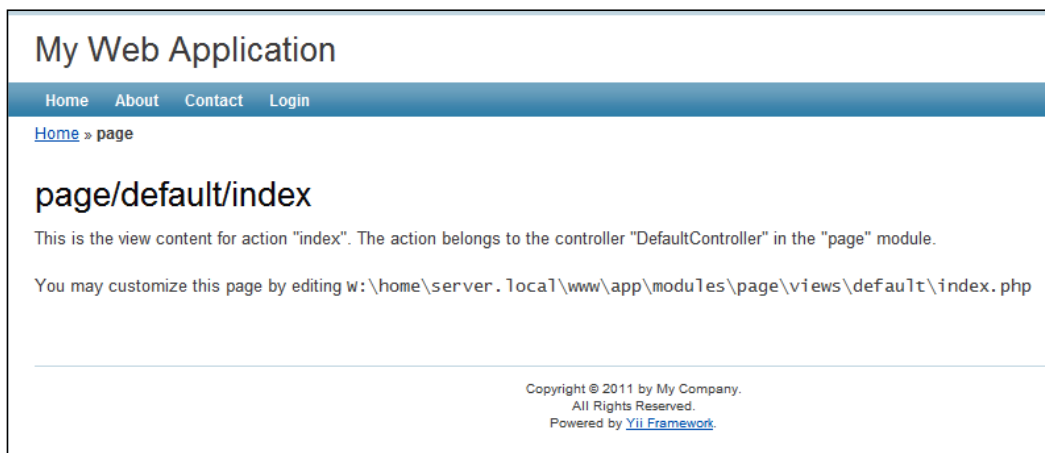 My Web Application
Home About Contact Login
Home » page
page/default/index
This is the view content for action "index". The action belongs to the controller "DefaultController" in the "page" module.
You may customize this page by editing W:\home\server.local\www\app\modules\page\views\default\index.php
Copyright © 2011 by My Company.
All Rights Reserved.
Powered by Yii Framework.